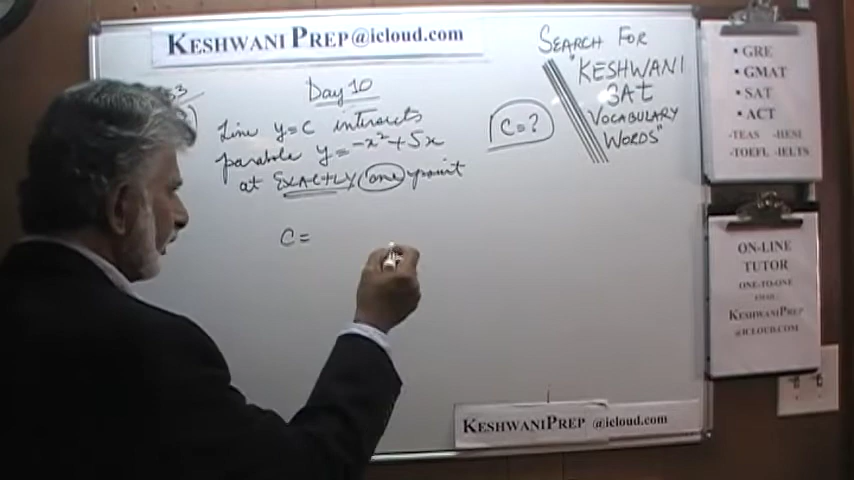 KESHWANI PREP@icloud.com
Day 10
Line y=c intersects
parabola y=-x²+5x
at EXACTLY one point
C=?
C=
SEARCH FOR
"KESHWANI
SAT
VOCABULARY
WORDS"
• GRE
• GMAT
• SAT
• ACT
-TEAS -HESI
-TOEFL -IELTS
ON-LINE
TUTOR
ONE-TO-ONE
KESHWANIPREP
@ICLOUD.COM
KESHWANIPREP @icloud.com